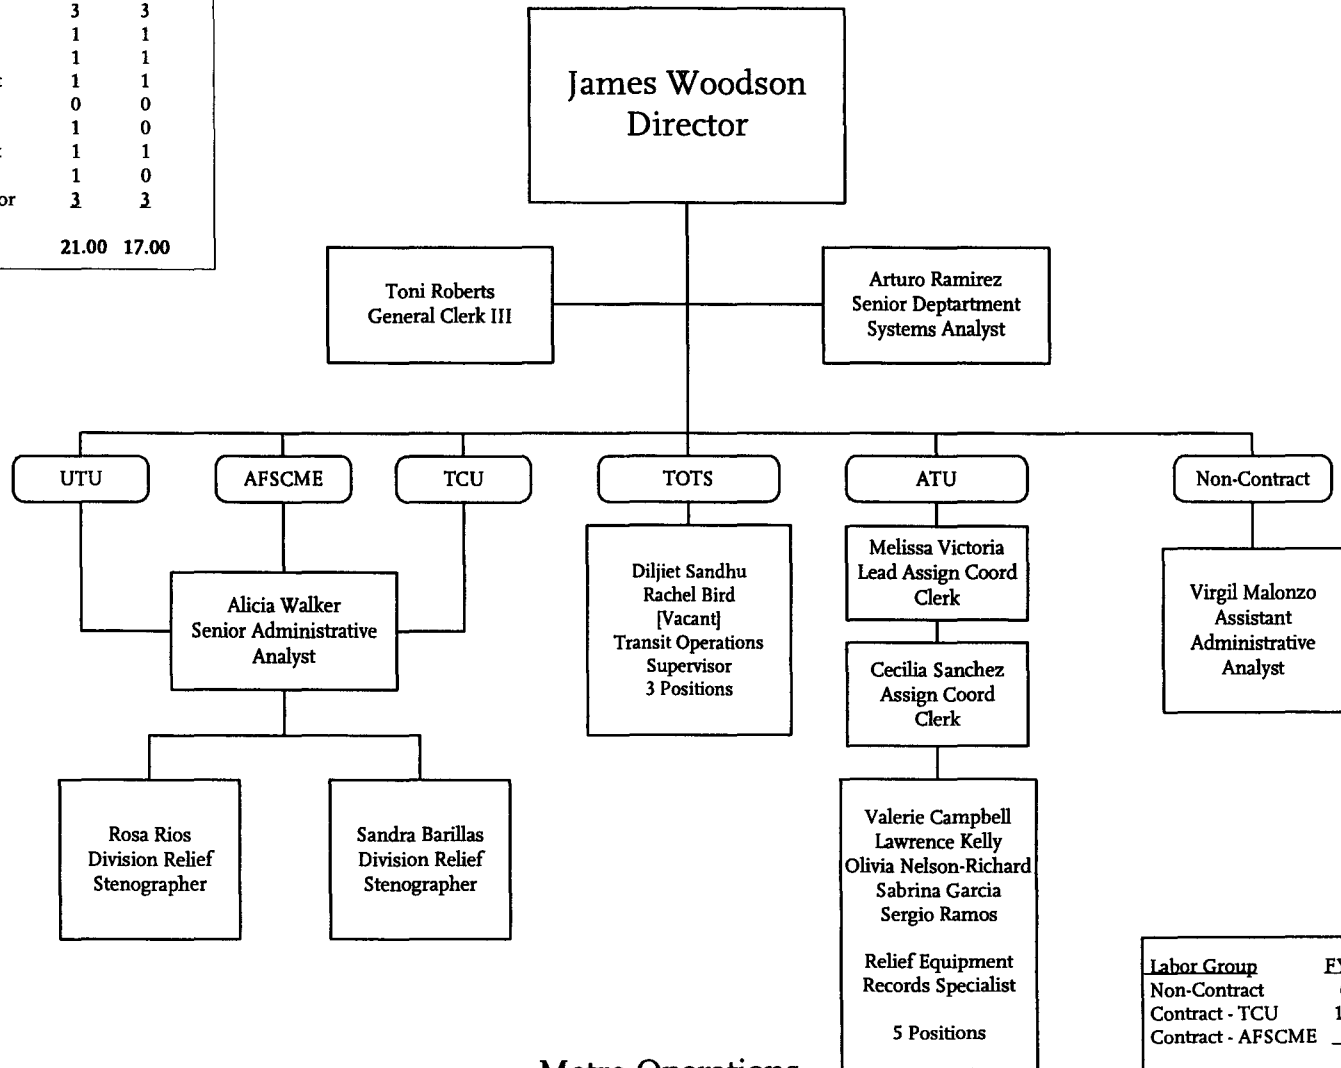 3 3
1 1
1 1
1 1
0 0
1 0
1 1
1 0
or 3 3
21.00 17.00
James Woodson
Director
Toni Roberts
General Clerk III
Arturo Ramirez
Senior Deptartment
Systems Analyst
UTU
AFSCME
TCU
TOTS
ATU
Non-Contract
Alicia Walker
Senior Administrative
Analyst
Diljiet Sandhu
Rachel Bird
[Vacant]
Transit Operations
Supervisor
3 Positions
Melissa Victoria
Lead Assign Coord
Clerk
Cecilia Sanchez
Assign Coord
Clerk
Virgil Malonzo
Assistant
Administrative
Analyst
Rosa Rios
Division Relief
Stenographer
Sandra Barillas
Division Relief
Stenographer
Valerie Campbell
Lawrence Kelly
Olivia Nelson-Richard
Sabrina Garcia
Sergio Ramos
Relief Equipment
Records Specialist
5 Positions
Labor Group
Non-Contract
Contract - TCU 1
Contract - AFSCME
Metro Operations